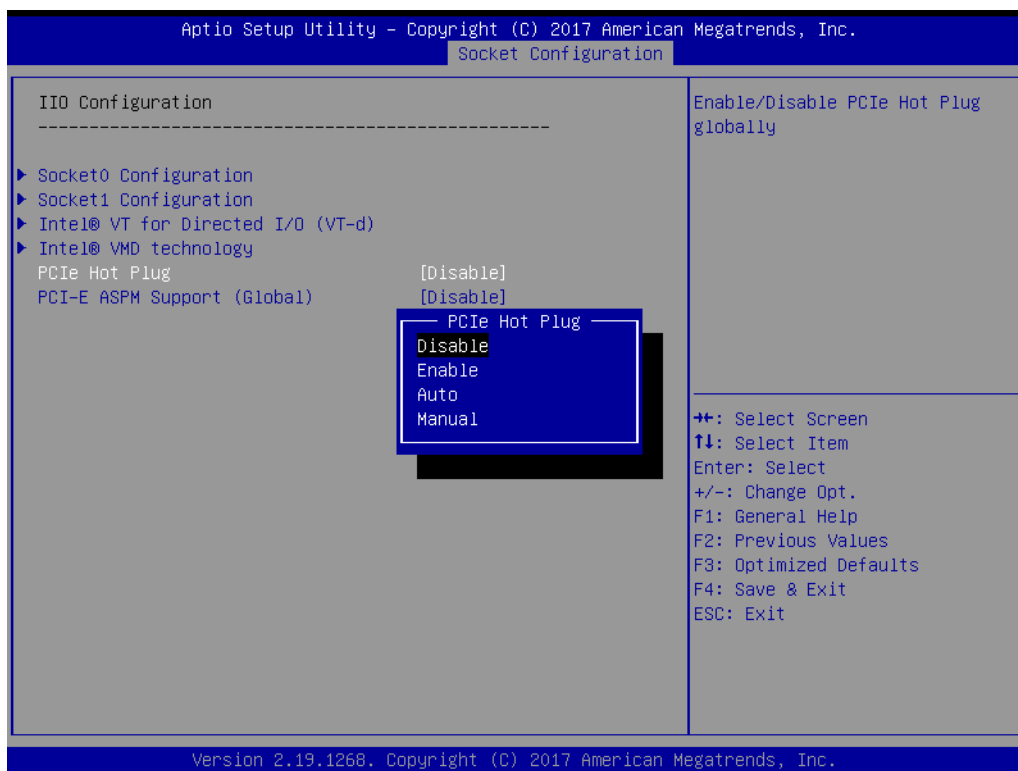 Aptio Setup Utility – Copyright (C) 2017 American Megatrends, Inc.
Socket Configuration
IIO Configuration
--------------------------------------------------
Socket0 Configuration
Socket1 Configuration
Intel® VT for Directed I/O (VT-d)
Intel® VMD technology
PCIe Hot Plug [Disable]
PCI-E ASPM Support (Global) [Disable]
PCIe Hot Plug
Disable
Enable
Auto
Manual
Enable/Disable PCIe Hot Plug
globally
→←: Select Screen
↑↓: Select Item
Enter: Select
+/-: Change Opt.
F1: General Help
F2: Previous Values
F3: Optimized Defaults
F4: Save & Exit
ESC: Exit
Version 2.19.1268. Copyright (C) 2017 American Megatrends, Inc.